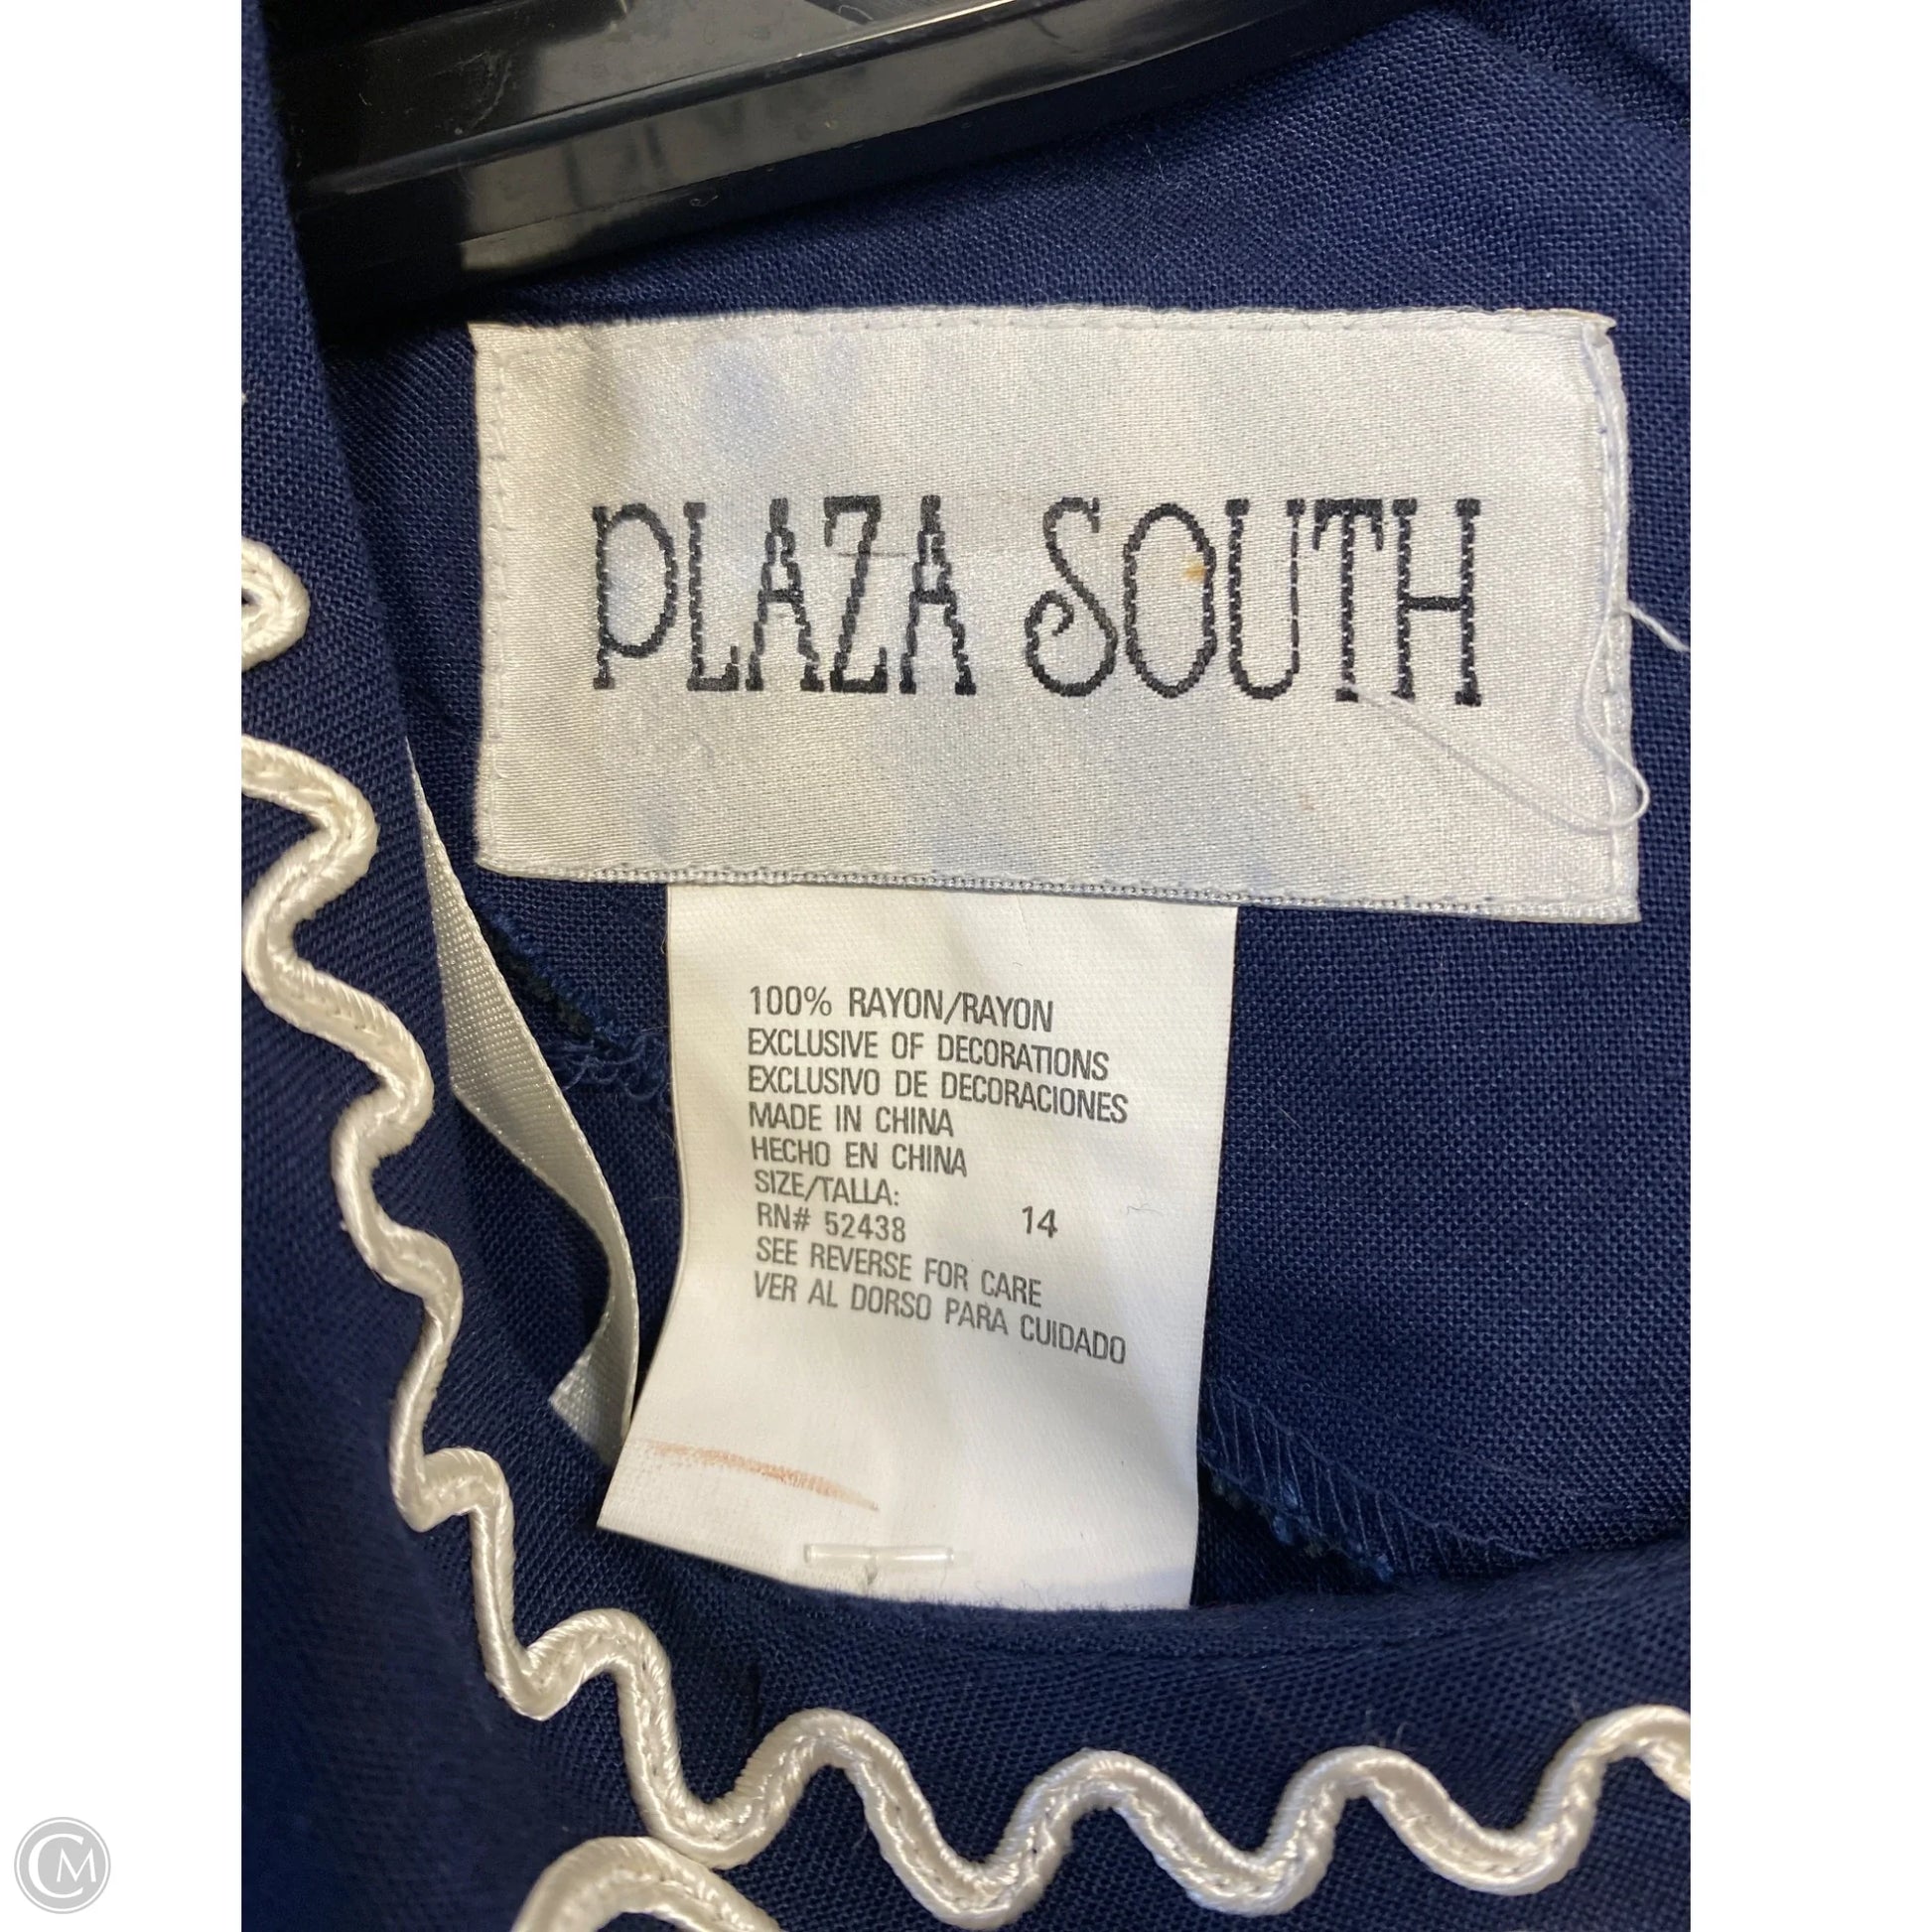 PLAZA SOUTH
100% RAYON/RAYON
EXCLUSIVE OF DECORATIONS
EXCLUSIVO DE DECORACIONES
MADE IN CHINA
HECHO EN CHINA
SIZE/TALLA: 14
RN# 52438
SEE REVERSE FOR CARE
VER AL DORSO PARA CUIDADO
CM